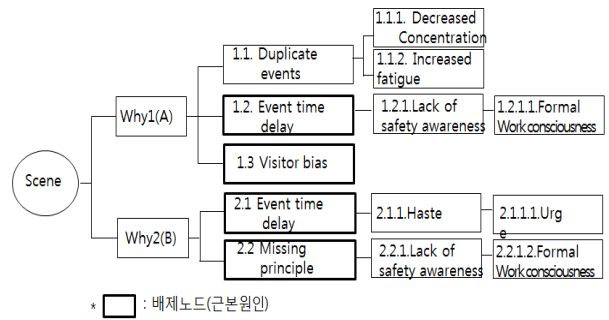 Scene
Why1(A)
1.1. Duplicate
events
1.1.1. Decreased
Concentration
1.1.2. Increased
fatigue
1.2. Event time
delay
1.2.1.Lack of
safety awareness
1.2.1.1.Formal
Work consciousness
1.3 Visitor bias
Why2(B)
2.1 Event time
delay
2.1.1.Haste
2.1.1.1.Urg
e
2.2 Missing
principle
2.2.1.Lack of
safety awareness
2.2.1.2.Formal
Work consciousness
* : 배제노드(근본원인)